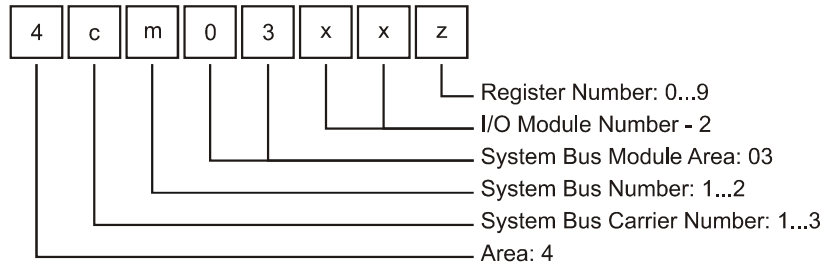 4 c m 0 3 x x z
Register Number: 0...9
I/O Module Number - 2
System Bus Module Area: 03
System Bus Number: 1...2
System Bus Carrier Number: 1...3
Area: 4